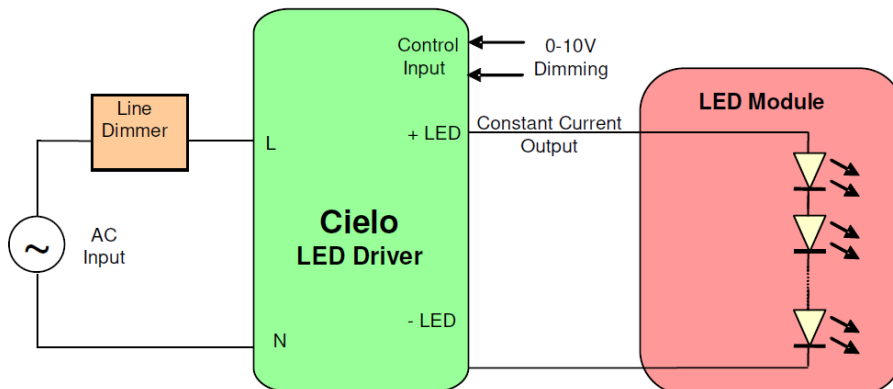 Line
Dimmer
AC
Input
L
N
Control
Input
0-10V
Dimming
+ LED
Cielo
LED Driver
- LED
Constant Current
Output
LED Module
~